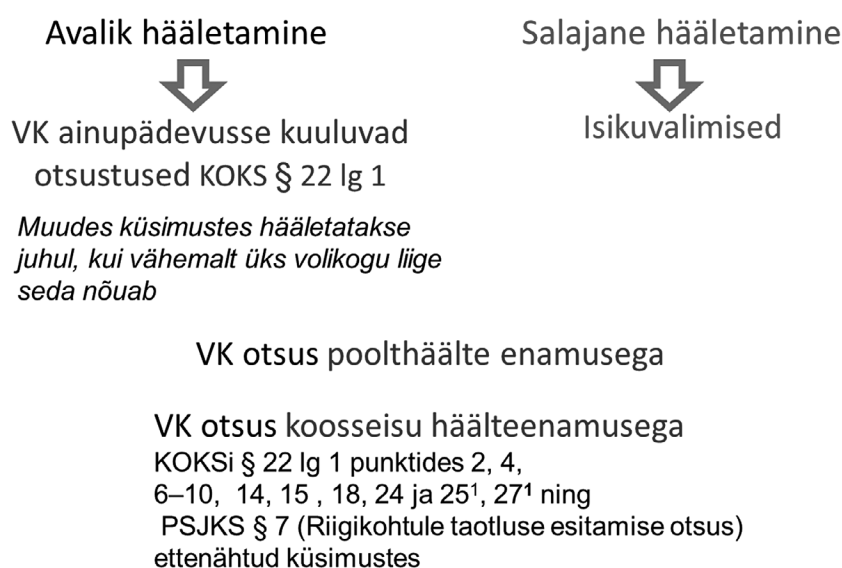 Avalik hääletamine
Salajane hääletamine
VK ainupädevusse kuuluvad
otsustused KOKS § 22 lg 1
Isikuvalimised
Muudes küsimustes hääletatakse
juhul, kui vähemalt üks volikogu liige
seda nõuab
VK otsus poolthäälte enamusega
VK otsus koosseisu häälteenamusega
KOKSi § 22 lg 1 punktides 2, 4,
6–10, 14, 15 , 18, 24 ja 25¹, 27¹ ning
PSJKS § 7 (Riigikohtule taotluse esitamise otsus)
ettenähtud küsimustes